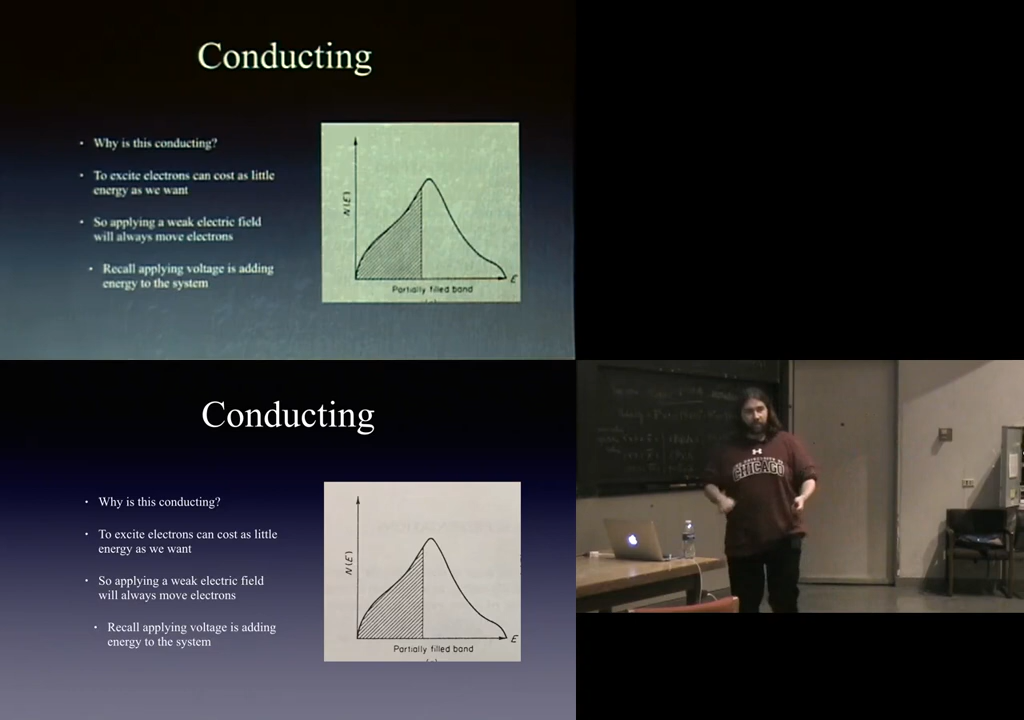 Conducting
Why is this conducting?
To excite electrons can cost as little
energy as we want
So applying a weak electric field
will always move electrons
Recall applying voltage is adding
energy to the system
N(E)
E
Partially filled band
Conducting
Why is this conducting?
To excite electrons can cost as little
energy as we want
So applying a weak electric field
will always move electrons
Recall applying voltage is adding
energy to the system
N(E)
E
Partially filled band
CHICAGO